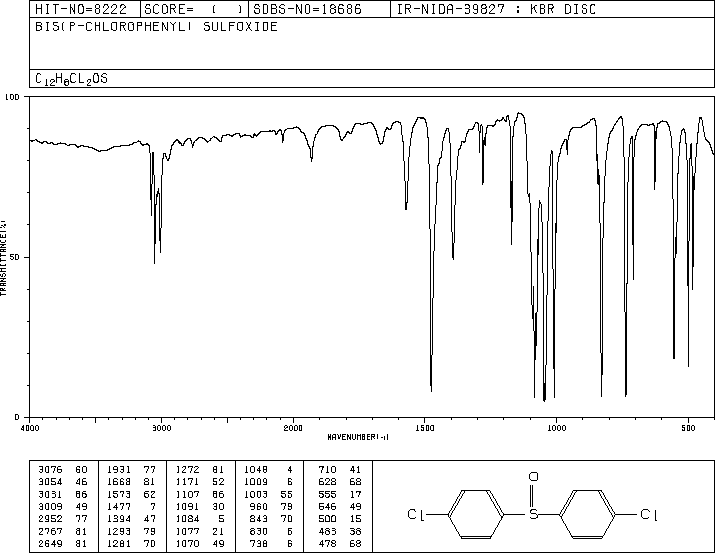 HIT-NO=8222 SCORE= ( ) SDBS-NO=18686 IR-NIDA-39827 : KBR DISC
BIS(P-CHLOROPHENYL) SULFOXIDE
C12H8CL2OS
100
50
0
TRANSMITTANCE(%)
4000 3000 2000 1500 1000 500
WAVENUMBER(-1)
3076 60 1931 77 1272 81 1048 4 710 41
3054 46 1668 81 1171 52 1009 6 628 68
3031 86 1573 62 1107 86 1003 55 555 17
3009 49 1477 7 1091 30 960 79 546 49
2952 77 1394 47 1084 5 843 70 500 15
2767 81 1293 79 1077 21 830 6 483 38
2649 81 1281 70 1070 49 738 6 478 68
O
Cl S Cl